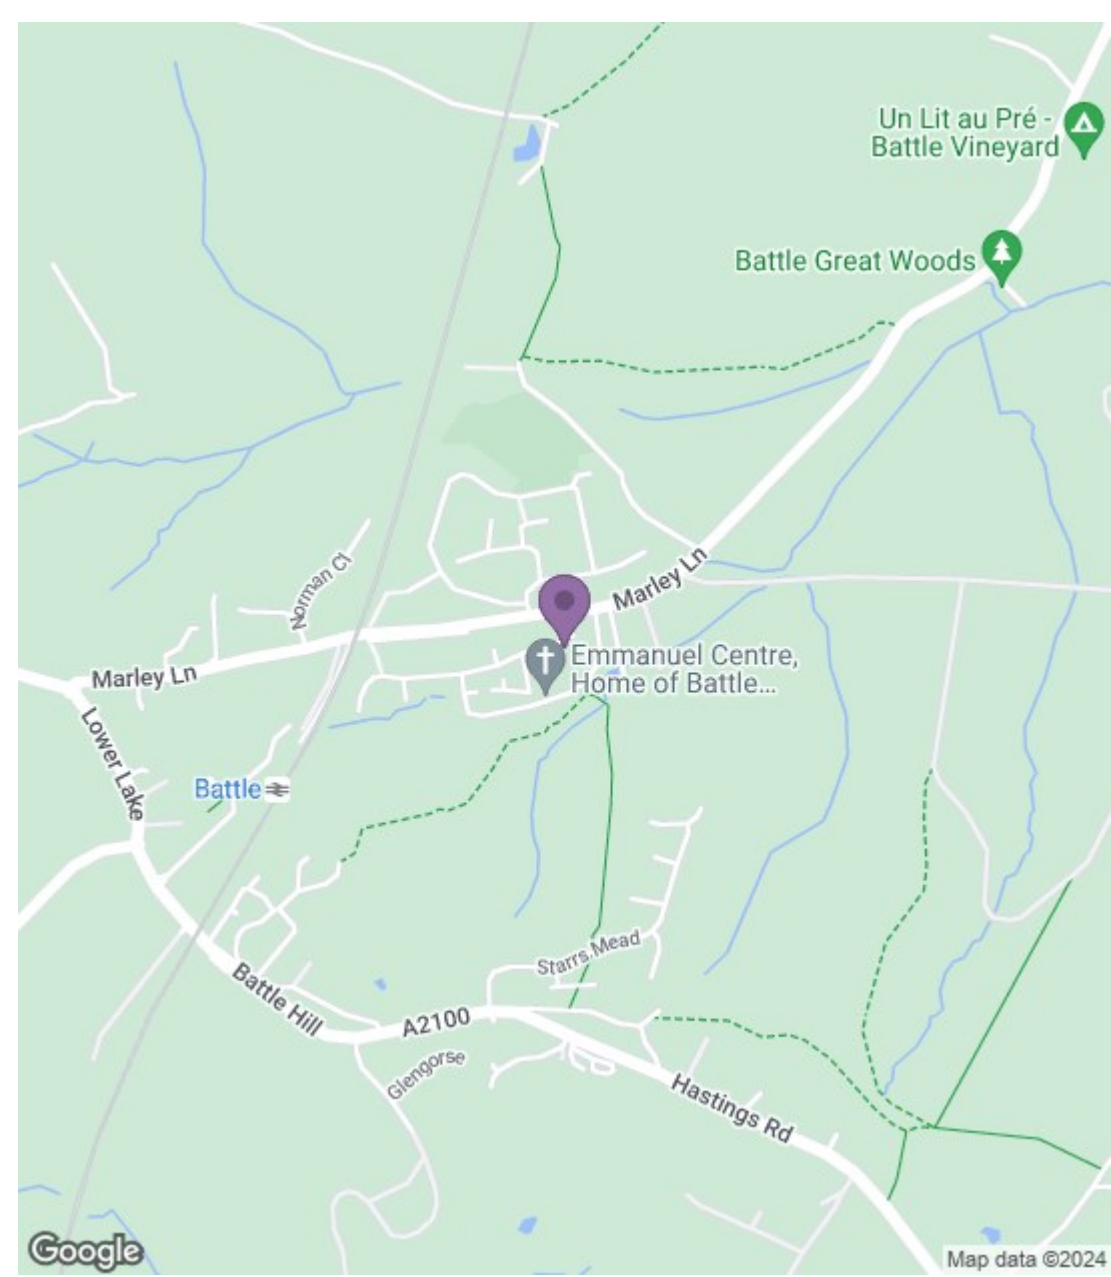 Un Lit au Pré -
Battle Vineyard
Battle Great Woods
Norman Cl
Marley Ln
Emmanuel Centre,
Home of Battle...
Marley Ln
Lower Lake
Battle
Starrs Mead
Battle Hill
A2100
Glengorse
Hastings Rd
Google
Map data ©2024